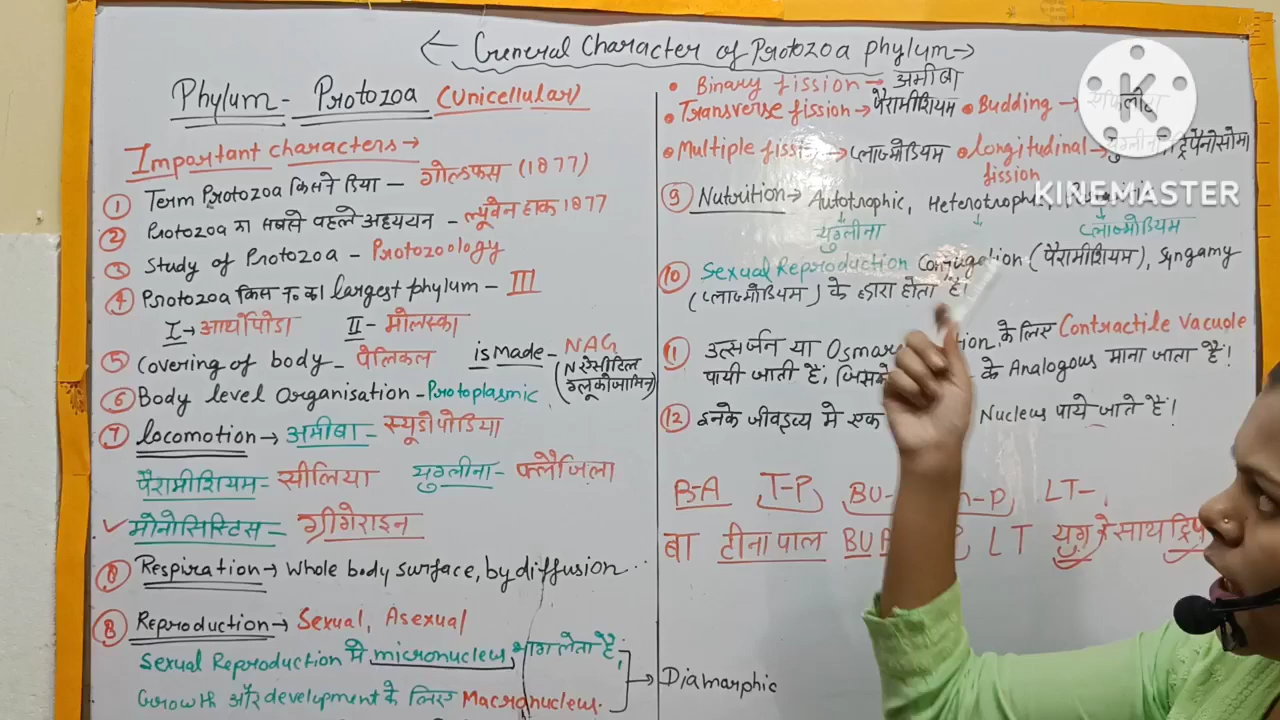 ← General Character of Protozoa phylum →
Phylum - Protozoa (Unicellular)
Important characters →
① Term Protozoa किसने दिया - गोल्डफस (1877)
② Protozoa का सबसे पहले अध्ययन - ल्यूवेन हाक 1877
③ Study of Protozoa - Protozoology
④ Protozoa किस न० का largest phylum - III
I → आर्थोपोडा II - मोलस्का
⑤ Covering of body - पेलिकल is Made - NAG
(N ऐसीटिल ग्लूकोजामिन)
⑥ Body level Organisation - Protoplasmic
⑦ locomotion → अमीबा - स्यूडोपोडिया
पैरामीशियम - सीलिया युग्लीना - फ्लैजिला
✓ मोनोसिस्टिस - ग्रीगेराइन
⑧ Respiration → Whole body surface, by diffusion...
⑧ Reproduction → Sexual, Asexual
Sexual Reproduction मे micronucleus भाग लेता है,
Growth और development के लिए Macronucleus. → Diamorphic
• Binary fission → अमीबा
• Transverse fission → पैरामीशियम • Budding →
• Multiple → प्लाज्मोडियम • longitudinal fission →
⑨ Nutrition → Autotrophic,
युग्लीना प्लाज्मोडियम
⑩ Sexual Reproduction Conjugation (पैरामीशियम), Syngamy
(प्लाज्मोडियम) के द्वारा होता है!
⑪ उत्सर्जन या के लिए Contractile Vacuole
पायी जाती हैं, के Analogous माना जाता है!
⑫ इनके जीवद्रव्य मे एक Nucleus पाये जाते है!
B-A T-P BU- LT-
बा टीना पाल LT युग के साथ
KINEMASTER
K